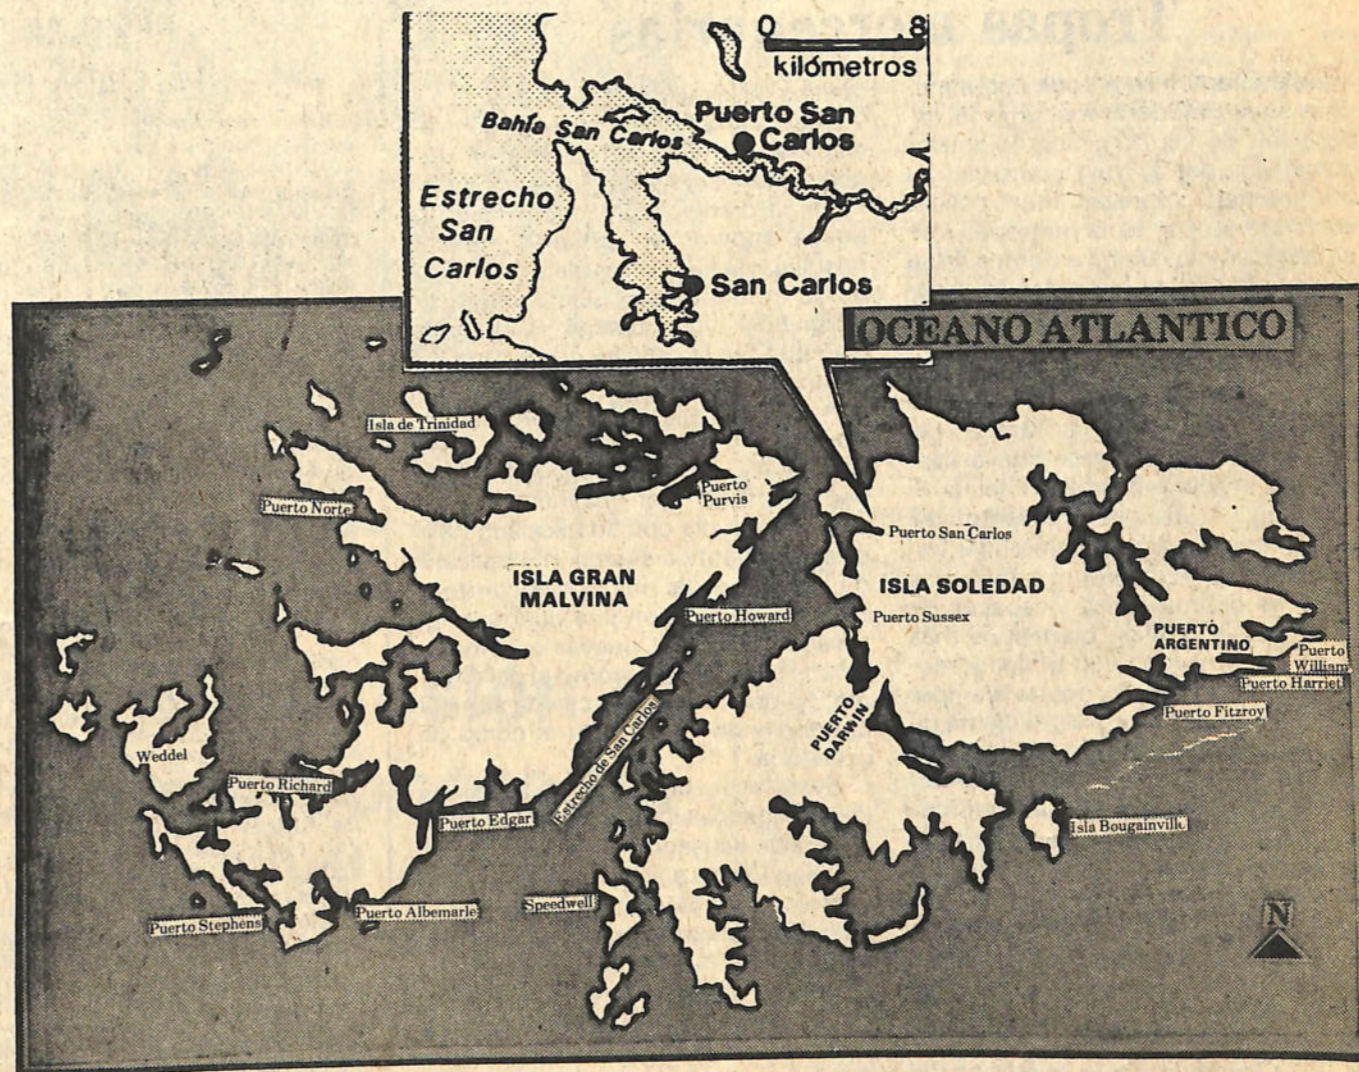 0 8
kilómetros
Puerto San
Carlos
Bahía San Carlos
Estrecho
San
Carlos
San Carlos
OCEANO ATLANTICO
Isla de Trinidad
Puerto
Purvis
Puerto Norte
Puerto San Carlos
ISLA GRAN
MALVINA
ISLA SOLEDAD
Puerto Howard
Puerto Sussex
PUERTO
ARGENTINO
Puerto
William
Puerto Harriet
Puerto Fitzroy
PUERTO
DARWIN
Estrecho de San Carlos
Weddel
Puerto Richard
Puerto Edgar
Isla Bougainville
Speedwell
Puerto Albemarle
Puerto Stephens
N